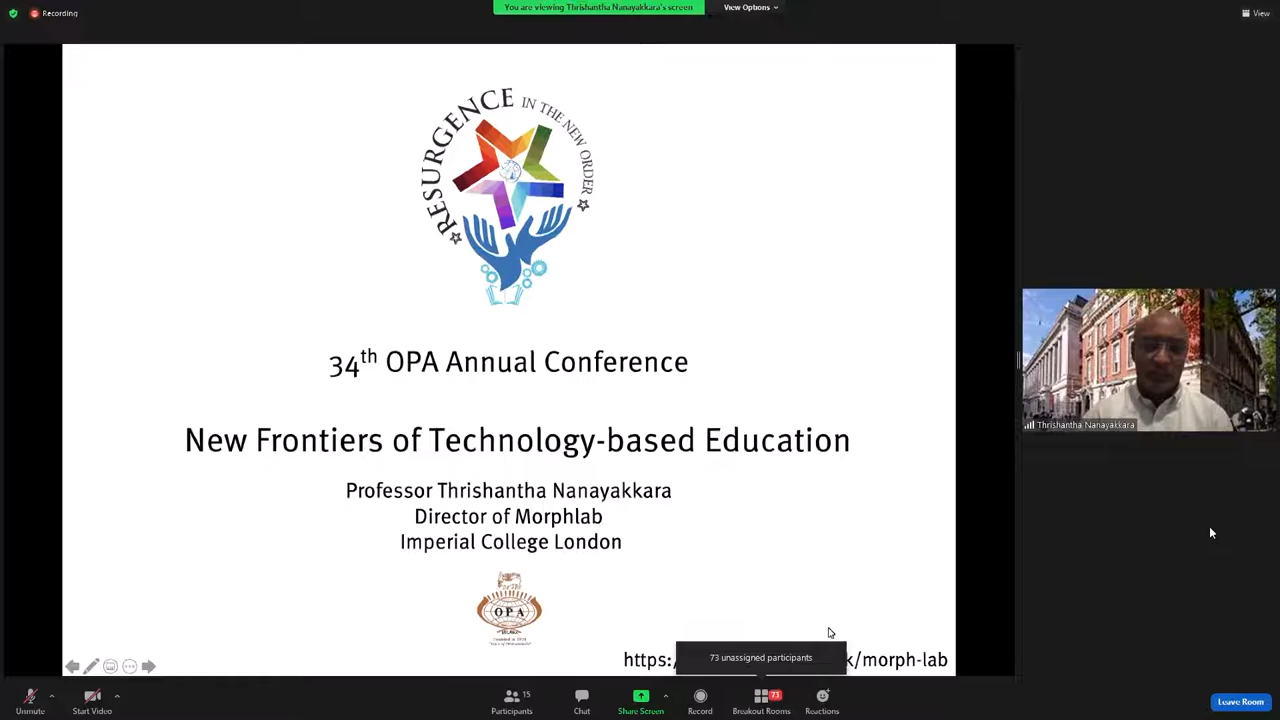 Recording
You are viewing Thrishantha Nanayakkara's screen
View Options
View
RESURGENCE IN THE NEW ORDER
34th OPA Annual Conference
New Frontiers of Technology-based Education
Professor Thrishantha Nanayakkara
Director of Morphlab
Imperial College London
OPA
Thrishantha Nanayakkara
https:
k/morph-lab
73 unassigned participants
Unmute
Start Video
15
Participants
Chat
Share Screen
Record
73
Breakout Rooms
Reactions
Leave Room